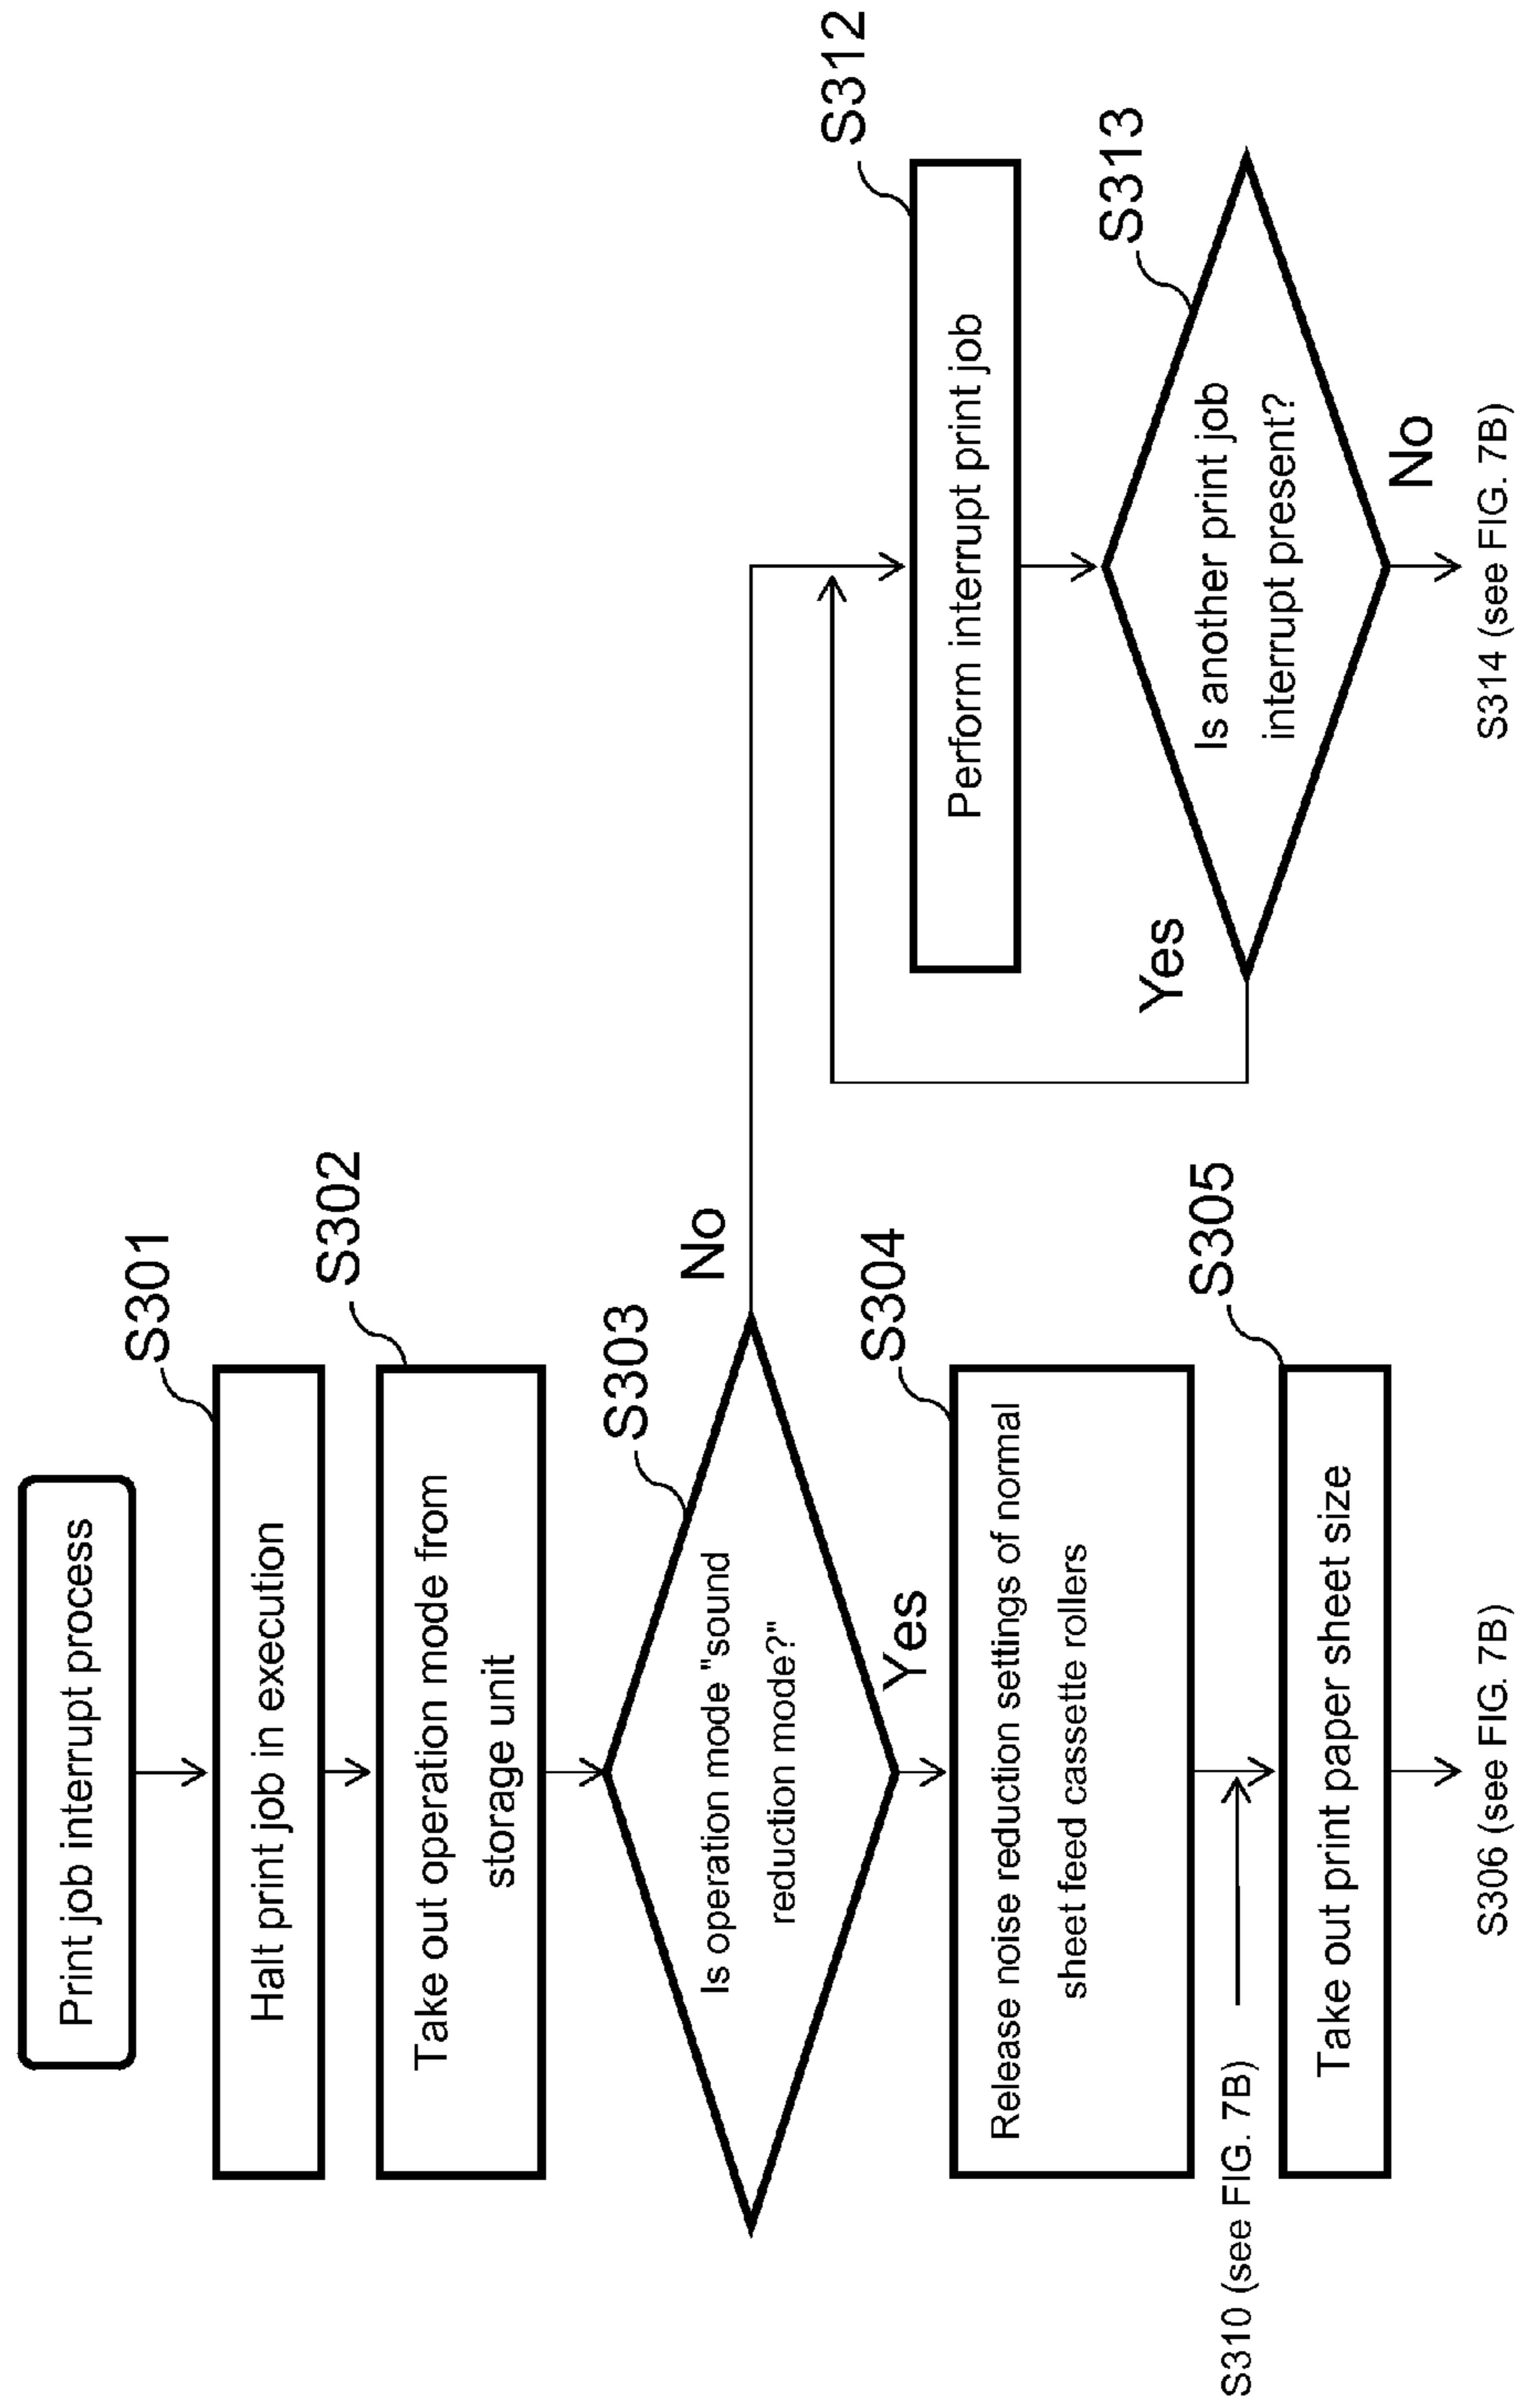 Print job interrupt process
S301
Halt print job in execution
S302
Take out operation mode from
storage unit
S303
Is operation mode "sound
reduction mode?"
No
Yes
S304
Release noise reduction settings of normal
sheet feed cassette rollers
S310 (see FIG. 7B)
S305
Take out print paper sheet size
S306 (see FIG. 7B)
S312
Perform interrupt print job
S313
Is another print job
interrupt present?
Yes
No
S314 (see FIG. 7B)